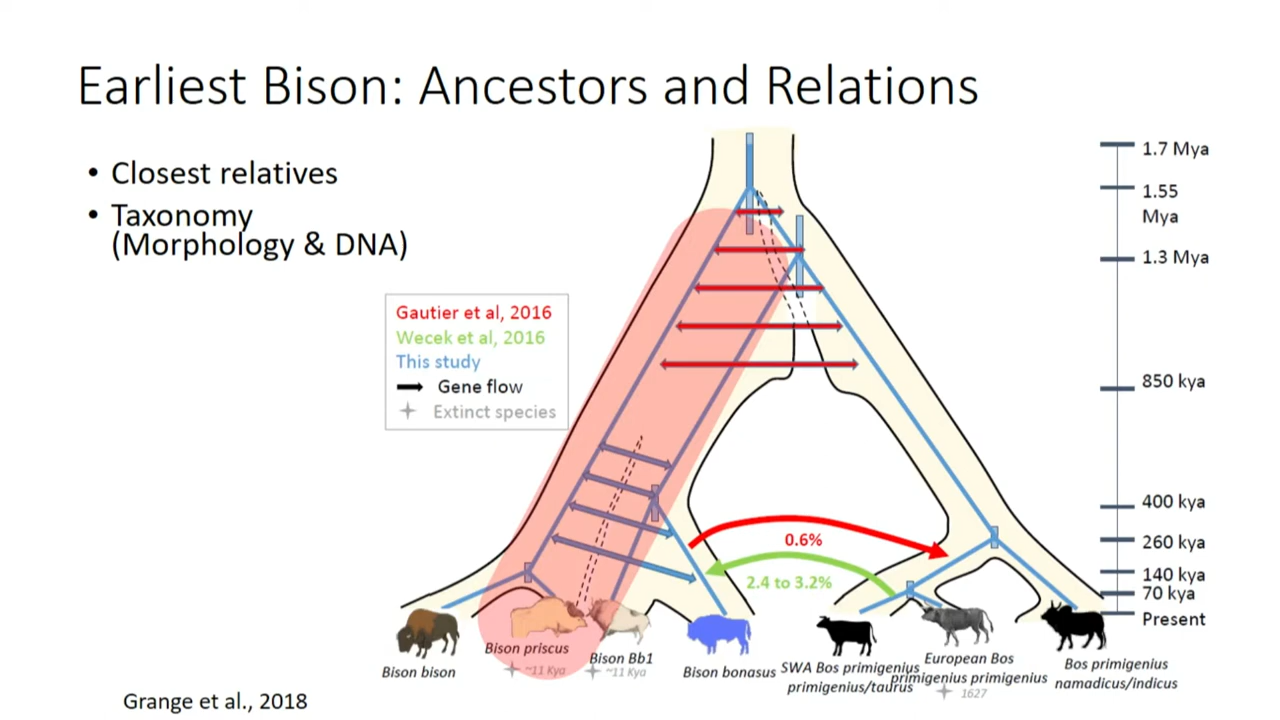 Earliest Bison: Ancestors and Relations
• Closest relatives
• Taxonomy
(Morphology & DNA)
Gautier et al, 2016
Wecek et al, 2016
This study
Gene flow
Extinct species
1.7 Mya
1.55
Mya
1.3 Mya
850 kya
400 kya
260 kya
140 kya
70 kya
Present
0.6%
2.4 to 3.2%
Bison bison
Bison priscus
~11 Kya
Bison Bb1
~11 Kya
Bison bonasus
SWA Bos primigenius
primigenius/taurus
European Bos
primigenius primigenius
1627
Bos primigenius
namadicus/indicus
Grange et al., 2018